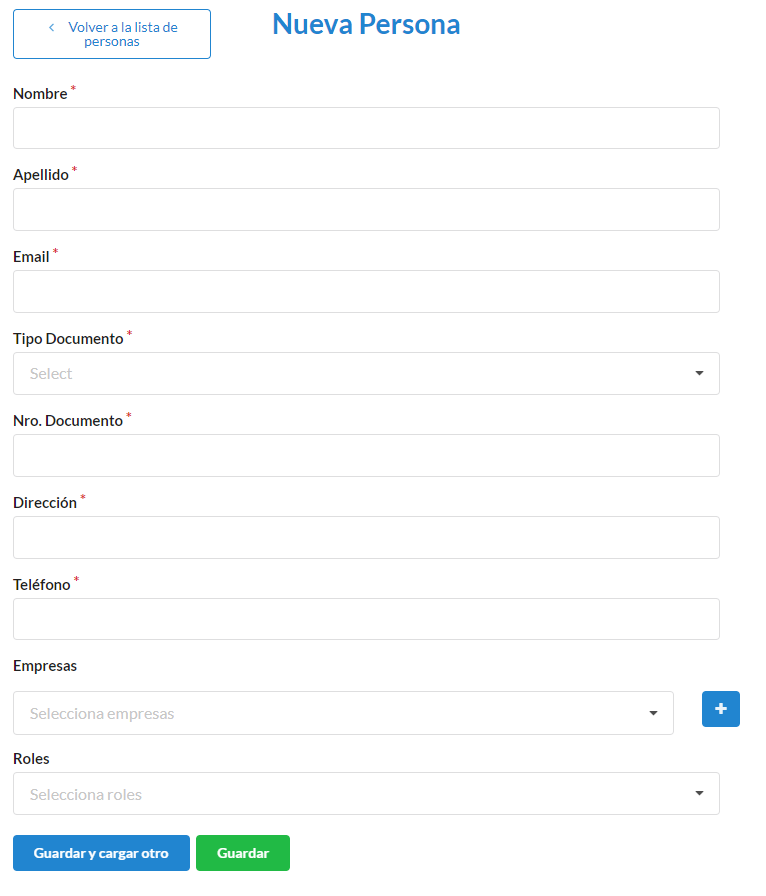 Volver a la lista de
personas
Nueva Persona
Nombre *
Apellido *
Email *
Tipo Documento *
Select
Nro. Documento *
Dirección *
Teléfono *
Empresas
Selecciona empresas
+
Roles
Selecciona roles
Guardar y cargar otro
Guardar